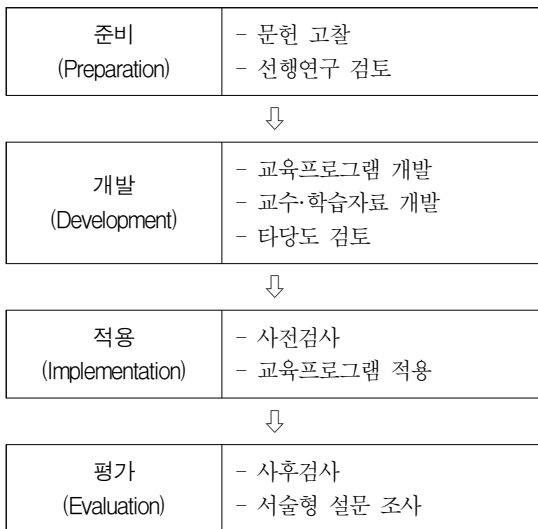 준비
(Preparation)
- 문헌 고찰
- 선행연구 검토
⇩
개발
(Development)
- 교육프로그램 개발
- 교수·학습자료 개발
- 타당도 검토
⇩
적용
(Implementation)
- 사전검사
- 교육프로그램 적용
⇩
평가
(Evaluation)
- 사후검사
- 서술형 설문 조사